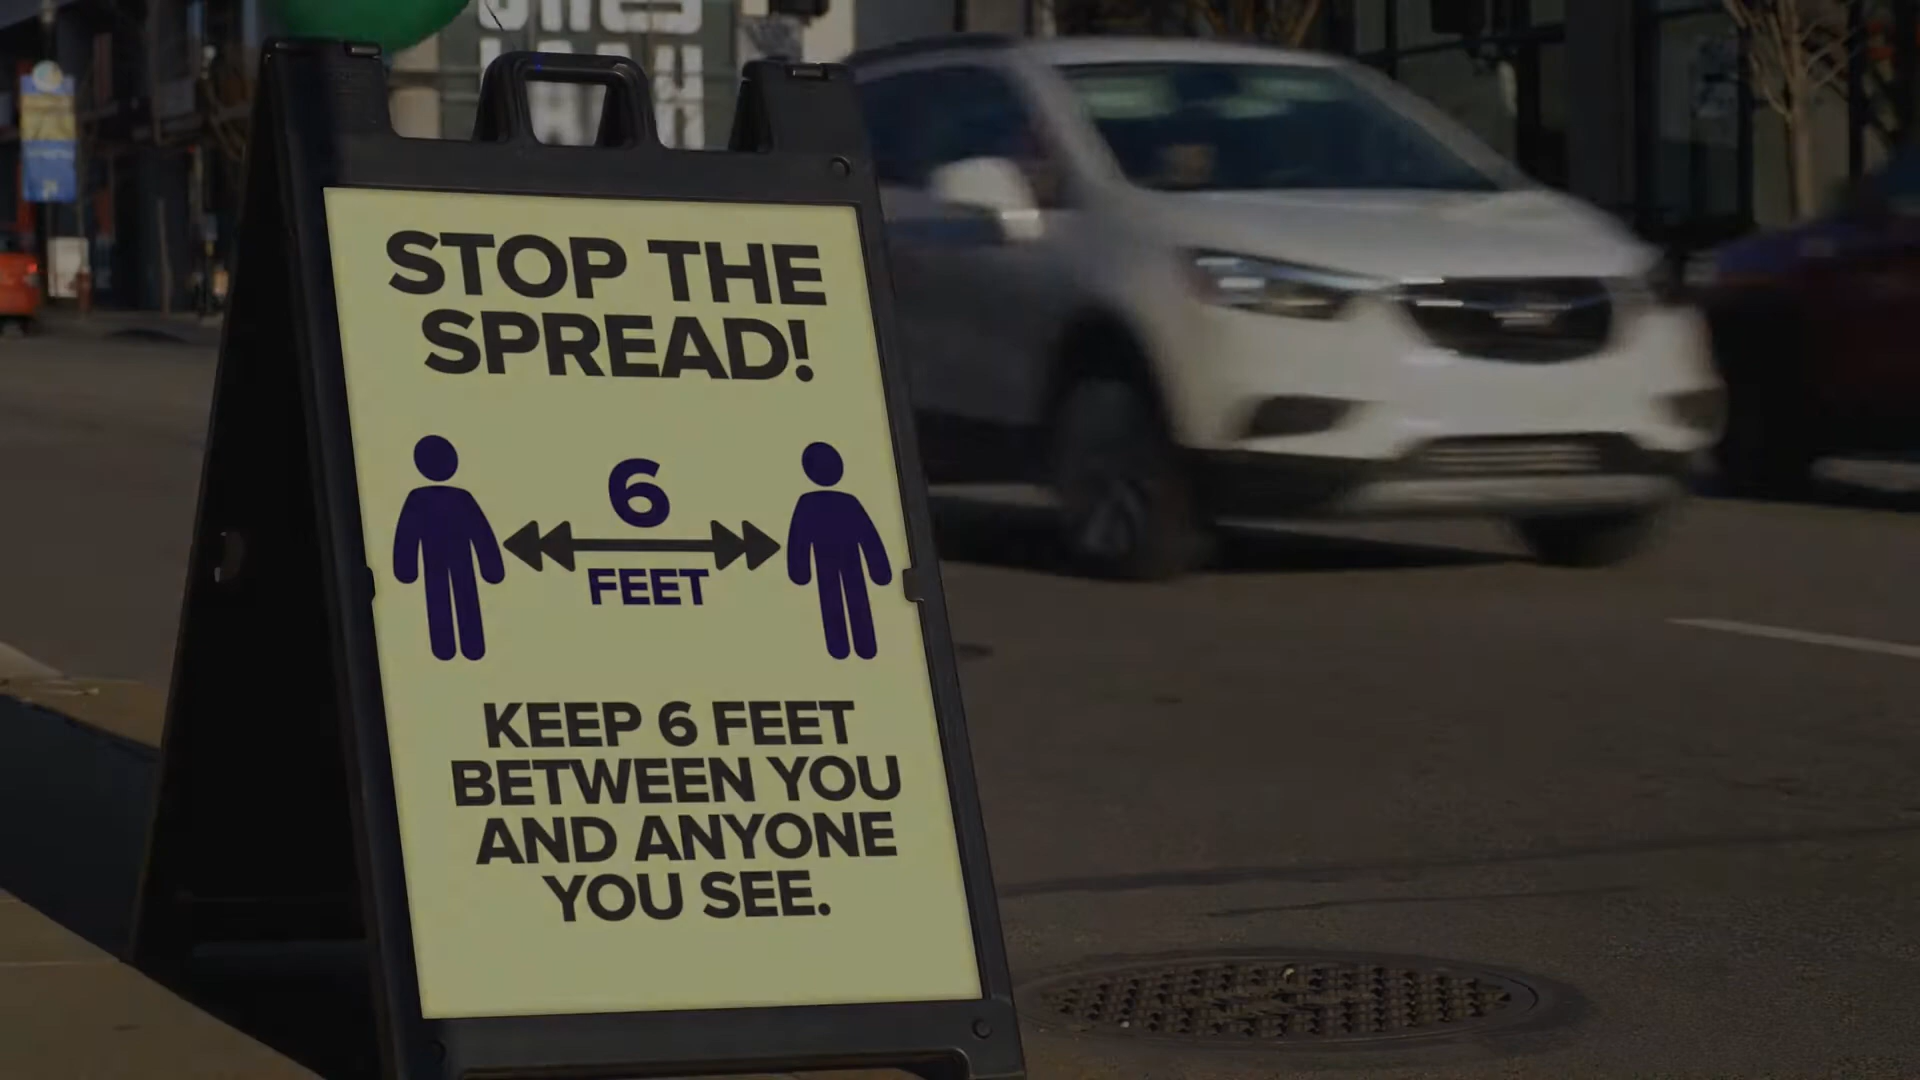 STOP THE
SPREAD!
6
FEET
KEEP 6 FEET
BETWEEN YOU
AND ANYONE
YOU SEE.